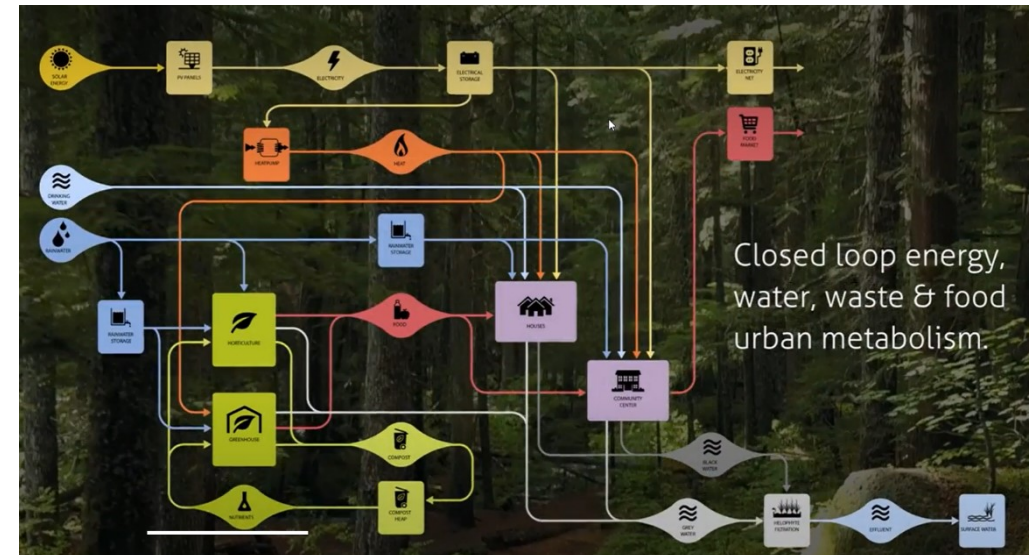 SOLAR
ENERGY
PV PANELS
ELECTRICITY
ELECTRICAL
STORAGE
ELECTRICITY
NET
HEATPUMP
HEAT
FOOD
MARKET
DRINKING
WATER
RAINWATER
RAINWATER
STORAGE
Closed loop energy,
water, waste & food
urban metabolism.
RAINWATER
STORAGE
HORTICULTURE
FOOD
HOUSES
COMMUNITY
CENTER
GREENHOUSE
COMPOST
BLACK
WATER
NUTRIENTS
COMPOST
HEAP
GREY
WATER
HELOPHYTE
FILTRATION
EFFLUENT
SURFACE WATER